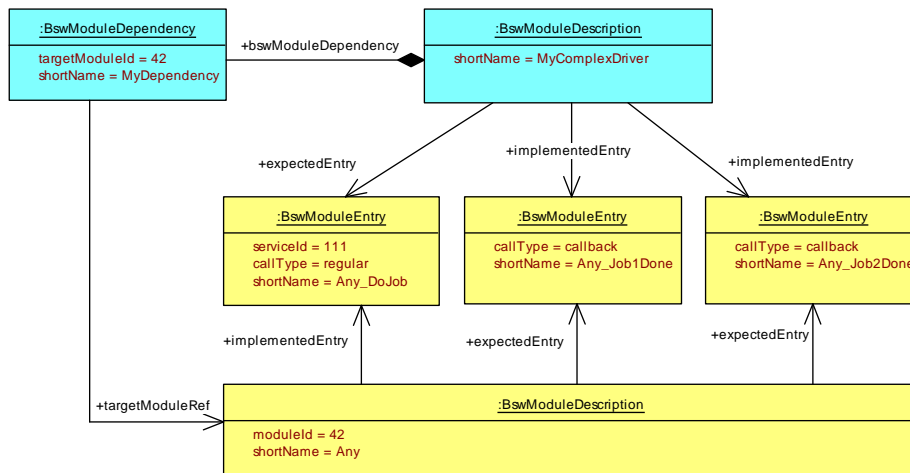 :BswModuleDependency
targetModuleId = 42
shortName = MyDependency
+bswModuleDependency
:BswModuleDescription
shortName = MyComplexDriver
+expectedEntry
+implementedEntry
+implementedEntry
:BswModuleEntry
serviceId = 111
callType = regular
shortName = Any_DoJob
:BswModuleEntry
callType = callback
shortName = Any_Job1Done
:BswModuleEntry
callType = callback
shortName = Any_Job2Done
+implementedEntry
+expectedEntry
+expectedEntry
+targetModuleRef
:BswModuleDescription
moduleId = 42
shortName = Any